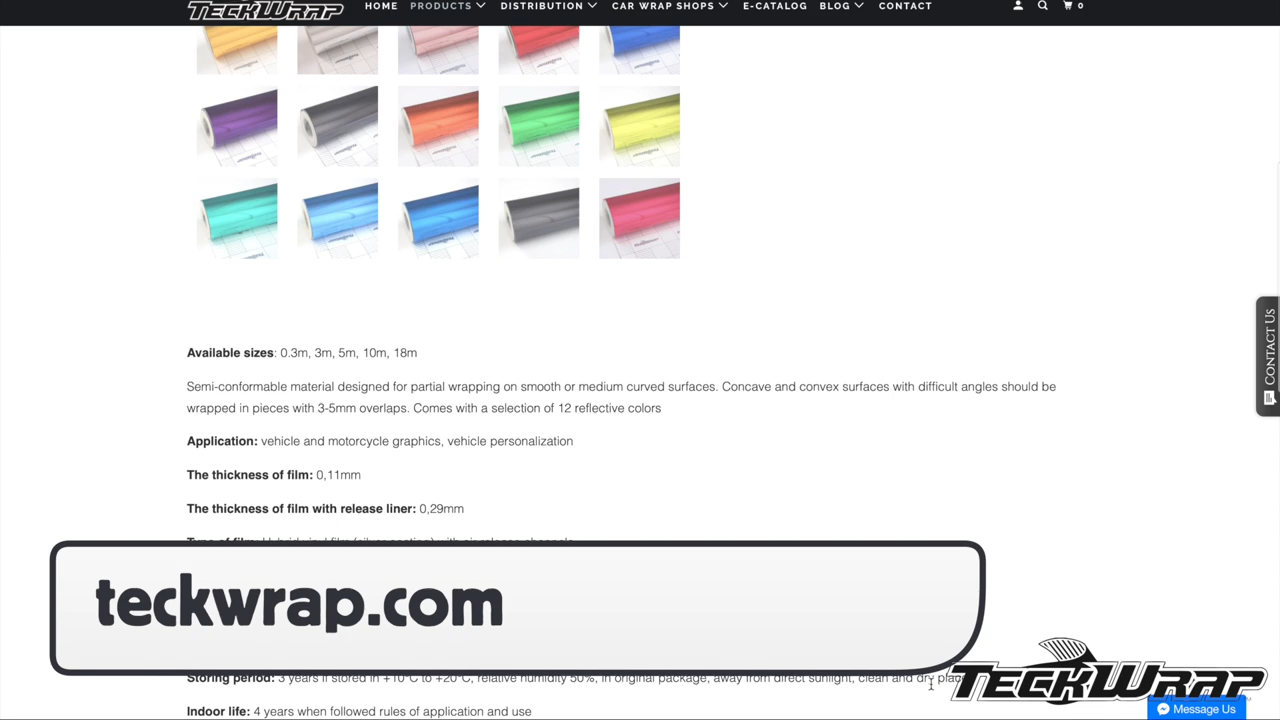 TECKWRAP HOME PRODUCTS DISTRIBUTION CAR WRAP SHOPS E-CATALOG BLOG CONTACT 0
Available sizes: 0.3m, 3m, 5m, 10m, 18m
Semi-conformable material designed for partial wrapping on smooth or medium curved surfaces. Concave and convex surfaces with difficult angles should be
wrapped in pieces with 3-5mm overlaps. Comes with a selection of 12 reflective colors
Application: vehicle and motorcycle graphics, vehicle personalization
The thickness of film: 0,11mm
The thickness of film with release liner: 0,29mm
teckwrap.com
Storing period: 3 years if stored in +10°C to +20°C, relative humidity 50%, in original package, away from direct sunlight, clean and dry place
Indoor life: 4 years when followed rules of application and use
Contact Us
TECKWRAP
Message Us